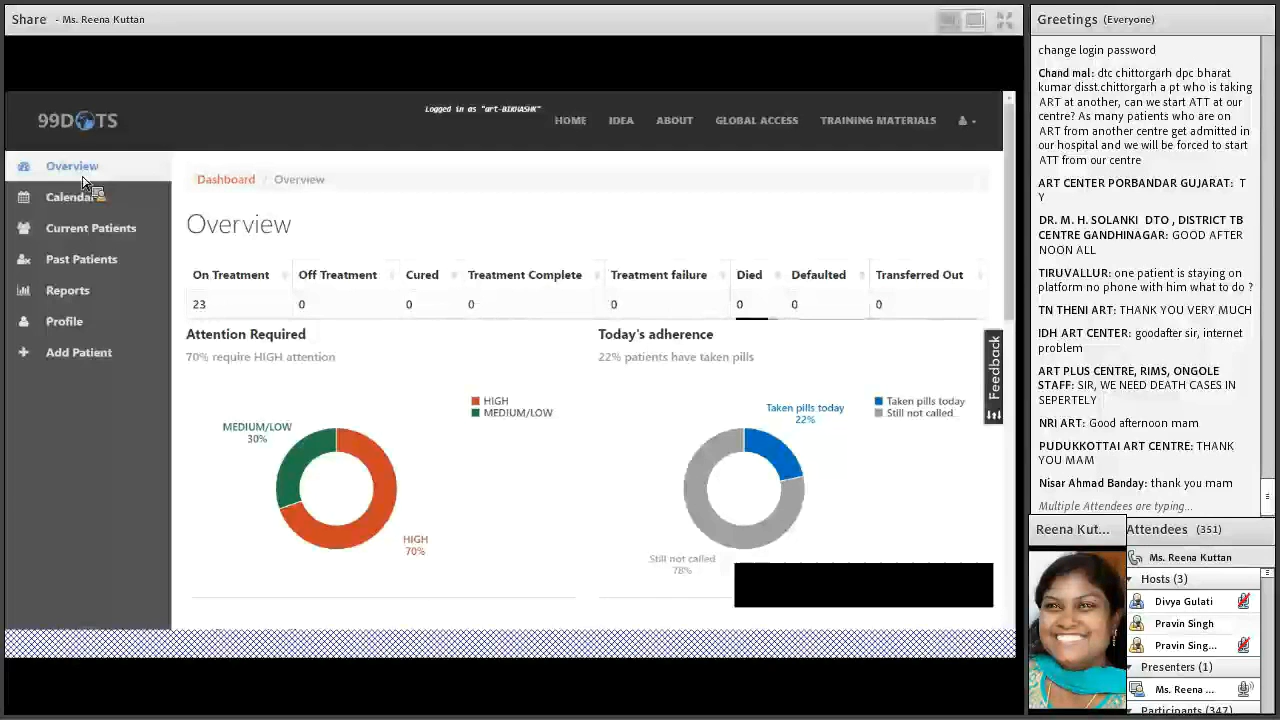 Share - Ms. Reena Kuttan
99DOTS
Logged in as "art-BIKHASHK"
HOME IDEA ABOUT GLOBAL ACCESS TRAINING MATERIALS
Overview
Calendar
Current Patients
Past Patients
Reports
Profile
Add Patient
Dashboard / Overview
Overview
On Treatment Off Treatment Cured Treatment Complete Treatment failure Died Defaulted Transferred Out
23 0 0 0 0 0 0 0
Attention Required
70% require HIGH attention
HIGH
MEDIUM/LOW
MEDIUM/LOW
30%
HIGH
70%
Today's adherence
22% patients have taken pills
Taken pills today
Still not called
Taken pills today
22%
Still not called
78%
Feedback
Greetings (Everyone)
change login password
Chand mal: dtc chittorgarh dpc bharat
kumar disst.chittorgarh a pt who is taking
ART at another, can we start ATT at our
centre? As many patients who are on
ART from another centre get admitted in
our hospital and we will be forced to start
ATT from our centre
ART CENTER PORBANDAR GUJARAT: T
Y
DR. M. H. SOLANKI DTO , DISTRICT TB
CENTRE GANDHINAGAR: GOOD AFTER
NOON ALL
TIRUVALLUR: one patient is staying on
platform no phone with him what to do ?
TN THENI ART: THANK YOU VERY MUCH
IDH ART CENTER: goodafter sir, internet
problem
ART PLUS CENTRE, RIMS, ONGOLE
STAFF: SIR, WE NEED DEATH CASES IN
SEPERTELY
NRI ART: Good afternoon mam
PUDUKKOTTAI ART CENTRE: THANK
YOU MAM
Nisar Ahmad Banday: thank you mam
Multiple Attendees are typing...
Reena Kut...
Attendees (351)
Ms. Reena Kuttan
Hosts (3)
Divya Gulati
Pravin Singh
Pravin Sing...
Presenters (1)
Ms. Reena ...
Participants (347)